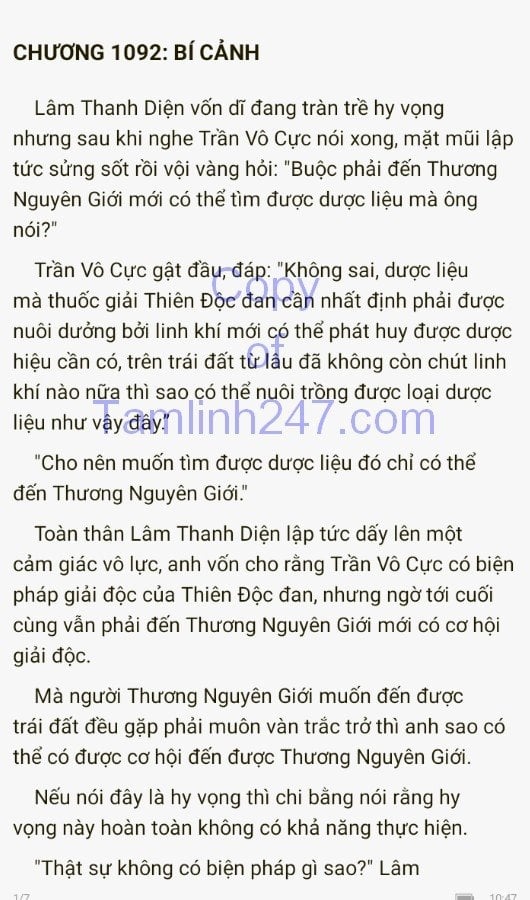 CHƯƠNG 1092: BÍ CẢNH
Lâm Thanh Diện vốn dĩ đang tràn trề hy vọng
nhưng sau khi nghe Trần Vô Cực nói xong, mặt mũi lập
tức sửng sốt rồi vội vàng hỏi: "Buộc phải đến Thương
Nguyên Giới mới có thể tìm được dược liệu mà ông
nói?"
Trần Vô Cực gật đầu, đáp: "Không sai, dược liệu
mà thuốc giải Thiên Độc đan cần nhất định phải được
nuôi dưỡng bởi linh khí mới có thể phát huy được dược
hiệu cần có, trên trái đất từ lâu đã không còn chút linh
khí nào nữa thì sao có thể nuôi trồng được loại dược
liệu như vậy đây."
"Cho nên muốn tìm được dược liệu đó chỉ có thể
đến Thương Nguyên Giới."
Toàn thân Lâm Thanh Diện lập tức dấy lên một
cảm giác vô lực, anh vốn cho rằng Trần Vô Cực có biện
pháp giải độc của Thiên Độc đan, nhưng ngờ tới cuối
cùng vẫn phải đến Thương Nguyên Giới mới có cơ hội
giải độc.
Mà người Thương Nguyên Giới muốn đến được
trái đất đều gặp phải muôn vàn trắc trở thì anh sao có
thể có được cơ hội đến được Thương Nguyên Giới.
Nếu nói đây là hy vọng thì chi bằng nói rằng hy
vọng này hoàn toàn không có khả năng thực hiện.
"Thật sự không có biện pháp gì sao?" Lâm
Copy
of
Tamlinh247.com
1/7
10:47